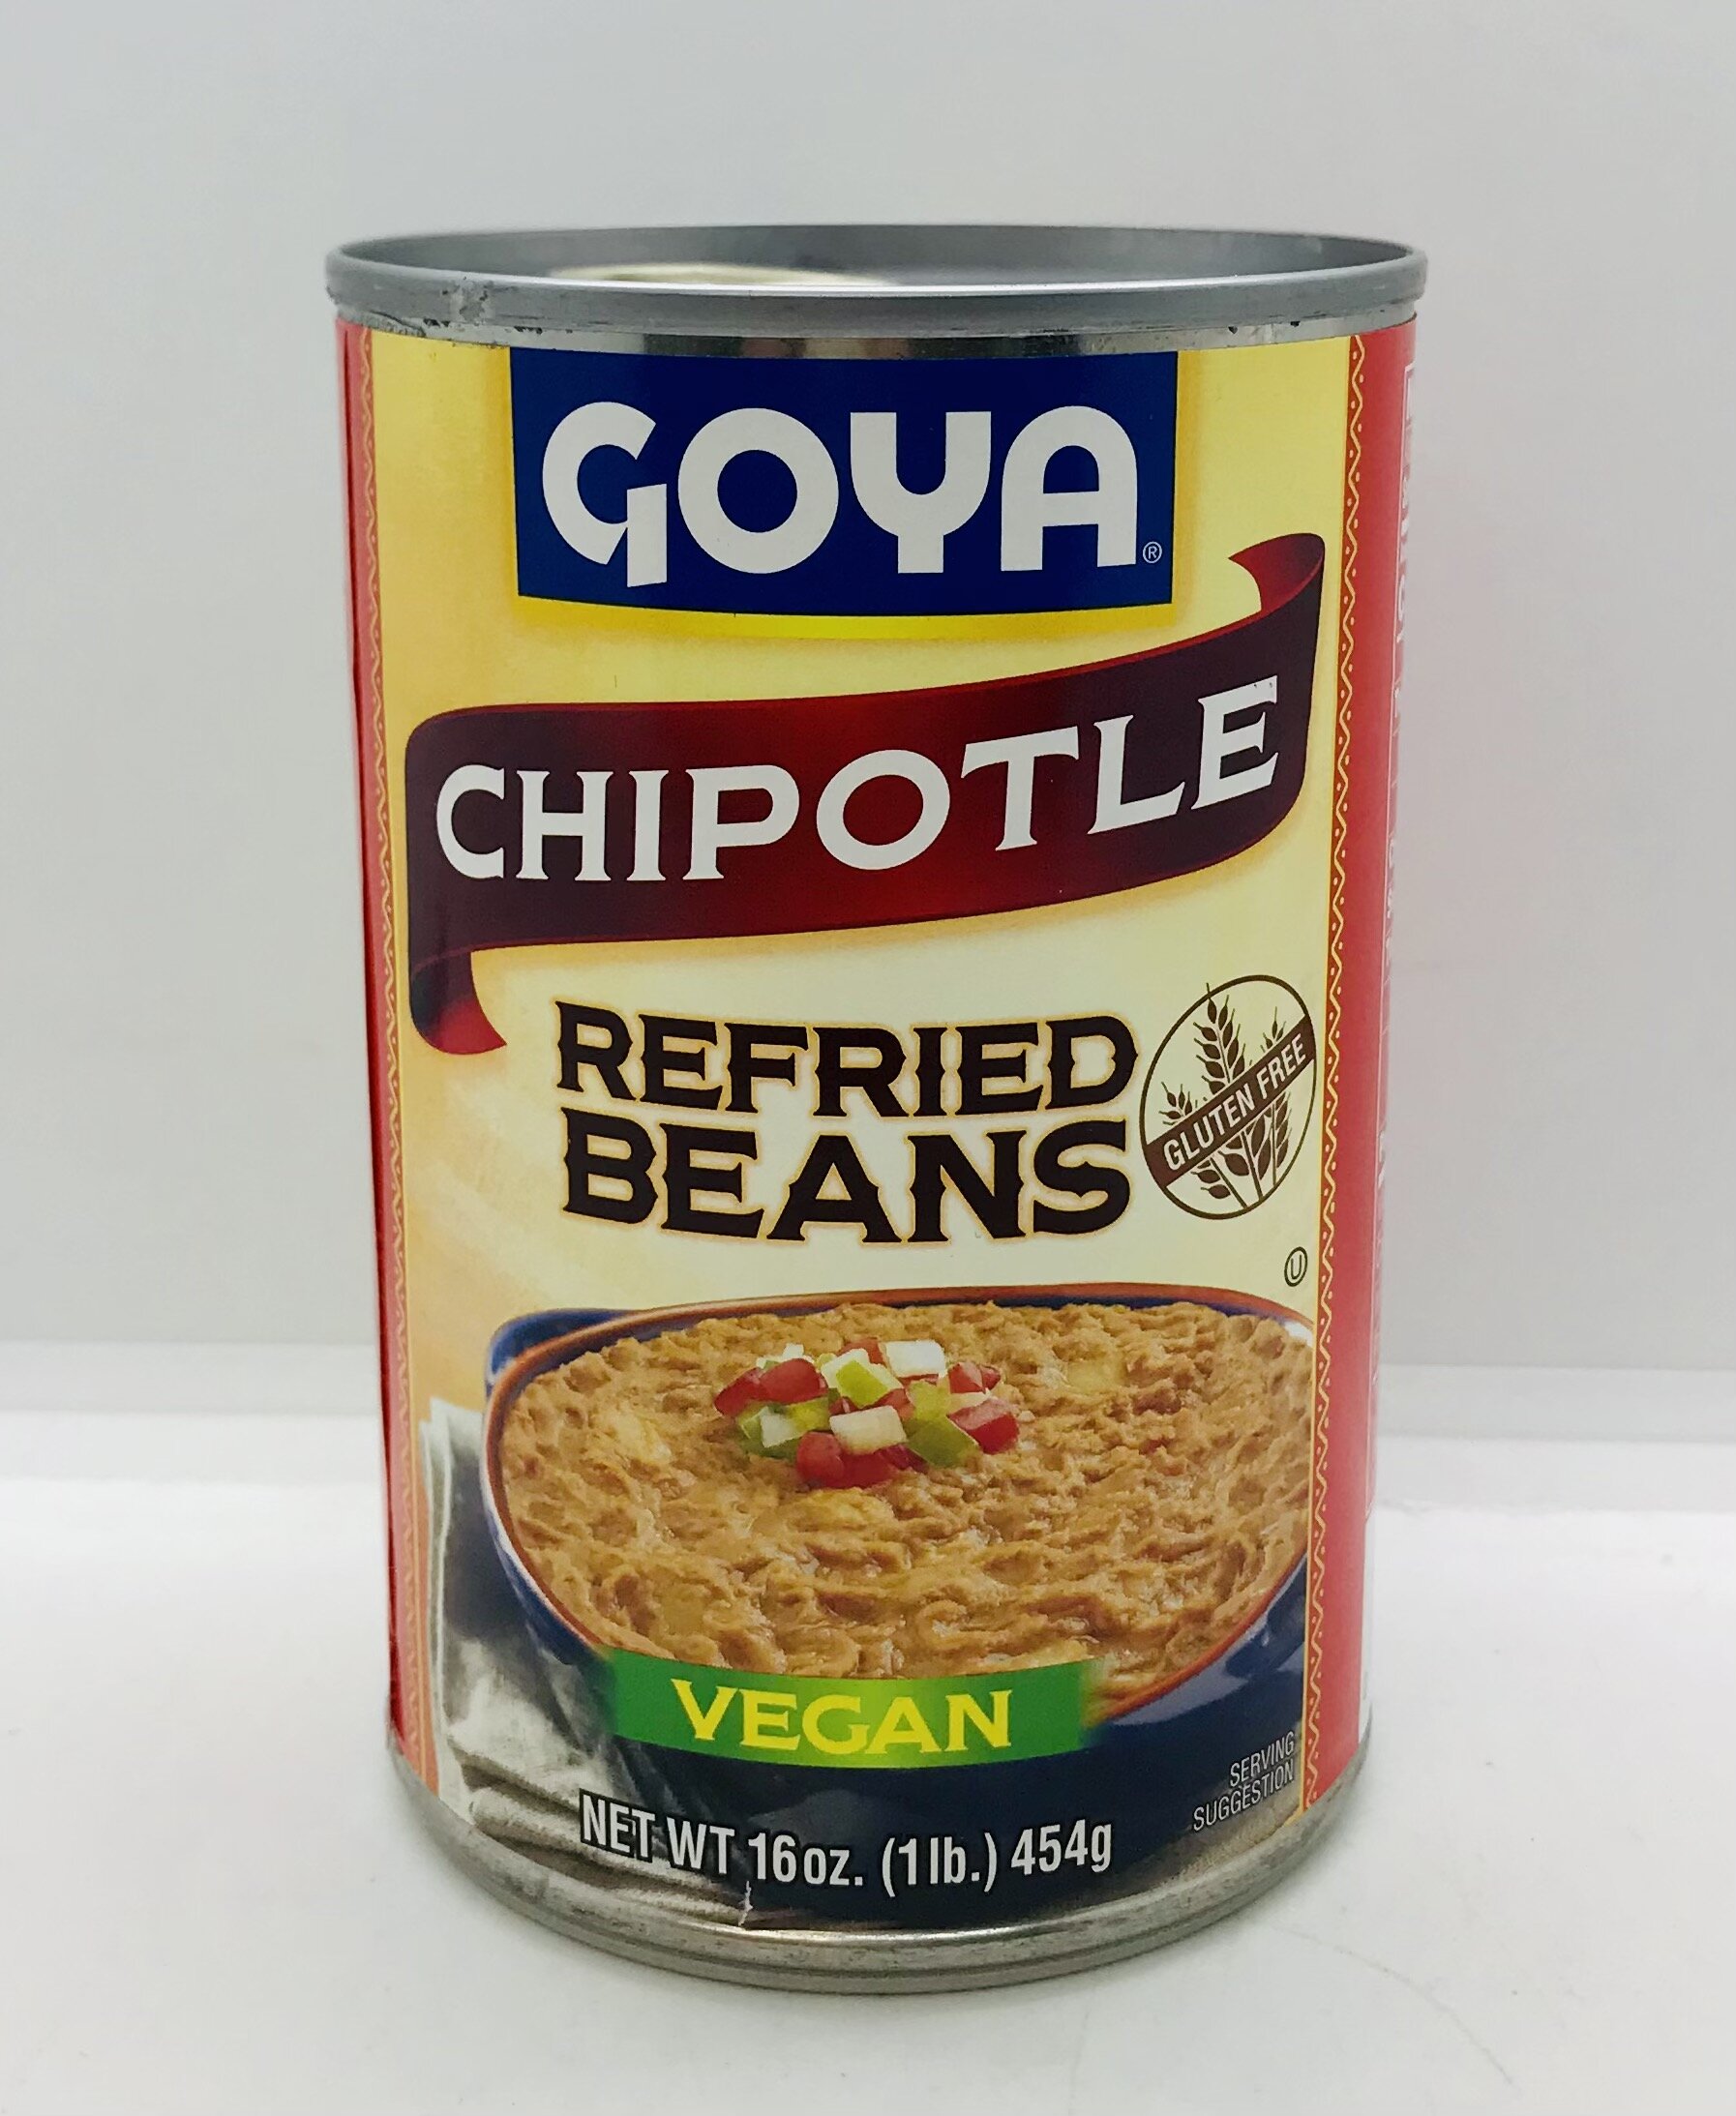 GOYA®
CHIPOTLE
REFRIED
BEANS
GLUTEN FREE
U
VEGAN
SERVING
SUGGESTION
NET WT 16oz. (1lb.) 454g